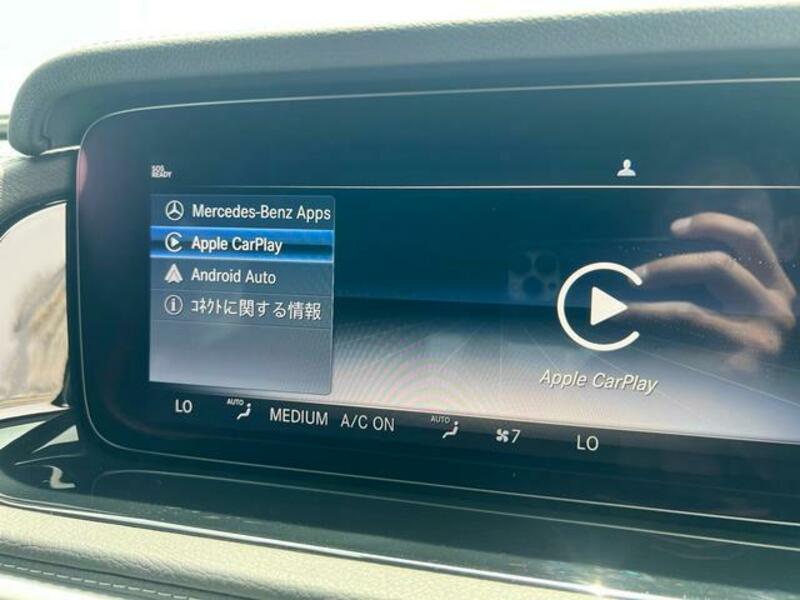 SOS
READY
Mercedes-Benz Apps
Apple CarPlay
Android Auto
ｺﾈｸﾄに関する情報
Apple CarPlay
LO AUTO MEDIUM A/C ON AUTO 7 LO